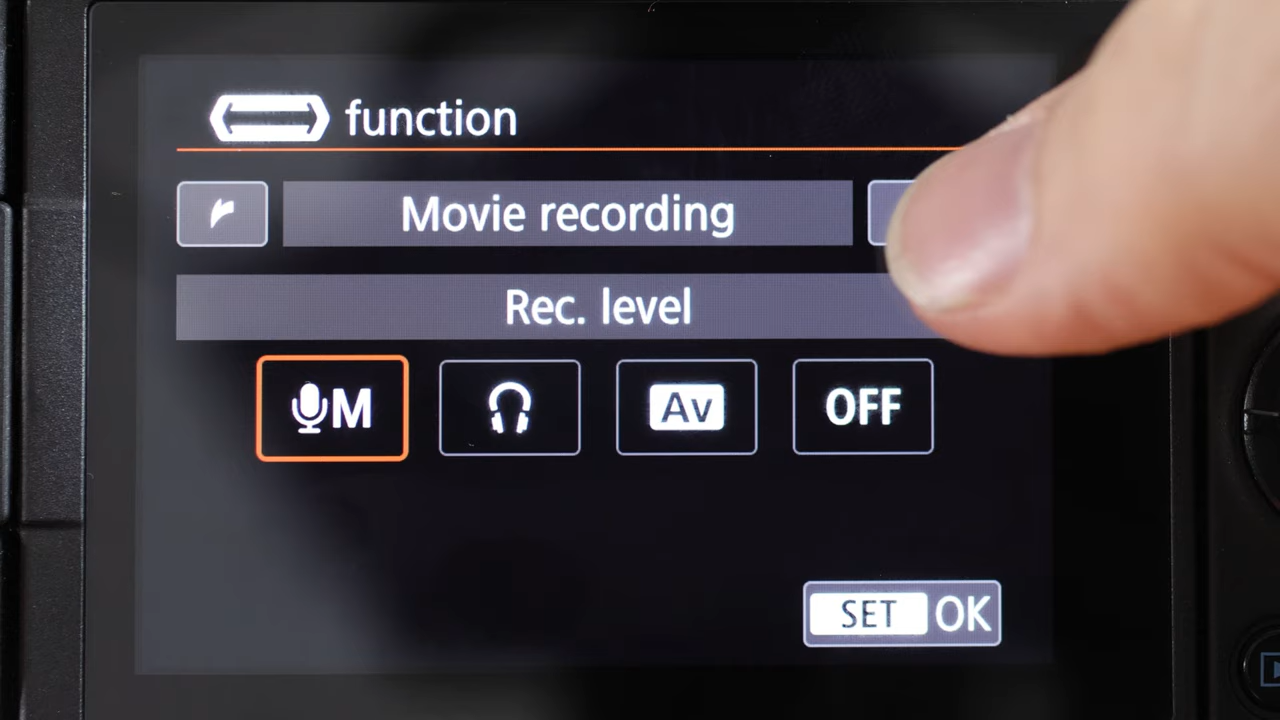 function
Movie recording
Rec. level
M
Av
OFF
SET OK